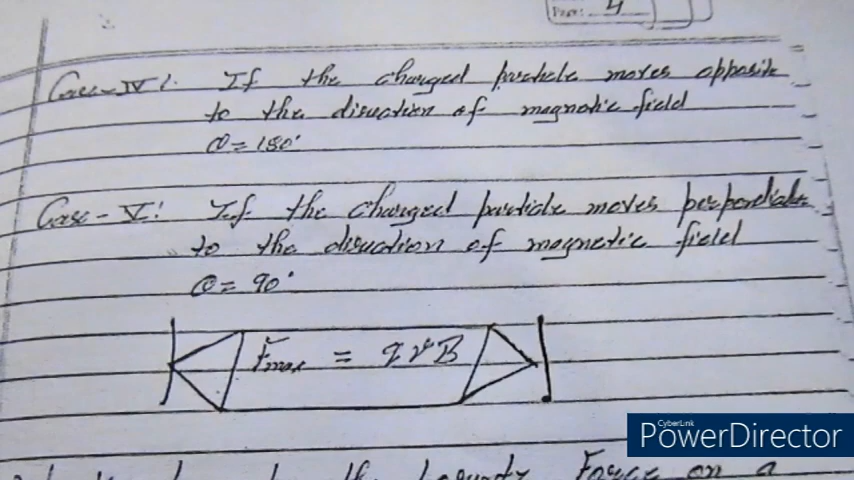 Page: 4
Case-IV: If the charged particle moves opposite
to the direction of magnetic field
θ = 180°
Case-V: If the charged particle moves perpendicular
to the direction of magnetic field
θ = 90°
Fmax = qvB
Force on a
CyberLink
PowerDirector